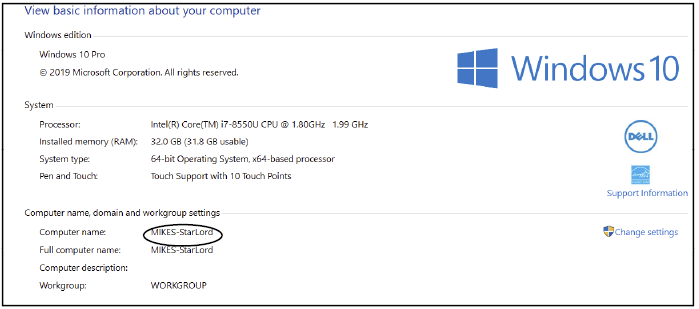 View basic information about your computer
Windows edition
Windows 10 Pro
© 2019 Microsoft Corporation. All rights reserved.
Windows 10
System
Processor: Intel(R) Core(TM) i7-8550U CPU @ 1.80GHz 1.99 GHz
Installed memory (RAM): 32.0 GB (31.8 GB usable)
System type: 64-bit Operating System, x64-based processor
Pen and Touch: Touch Support with 10 Touch Points
DELL
Support Information
Computer name, domain and workgroup settings
Computer name: MIKES-StarLord
Change settings
Full computer name: MIKES-StarLord
Computer description:
Workgroup: WORKGROUP